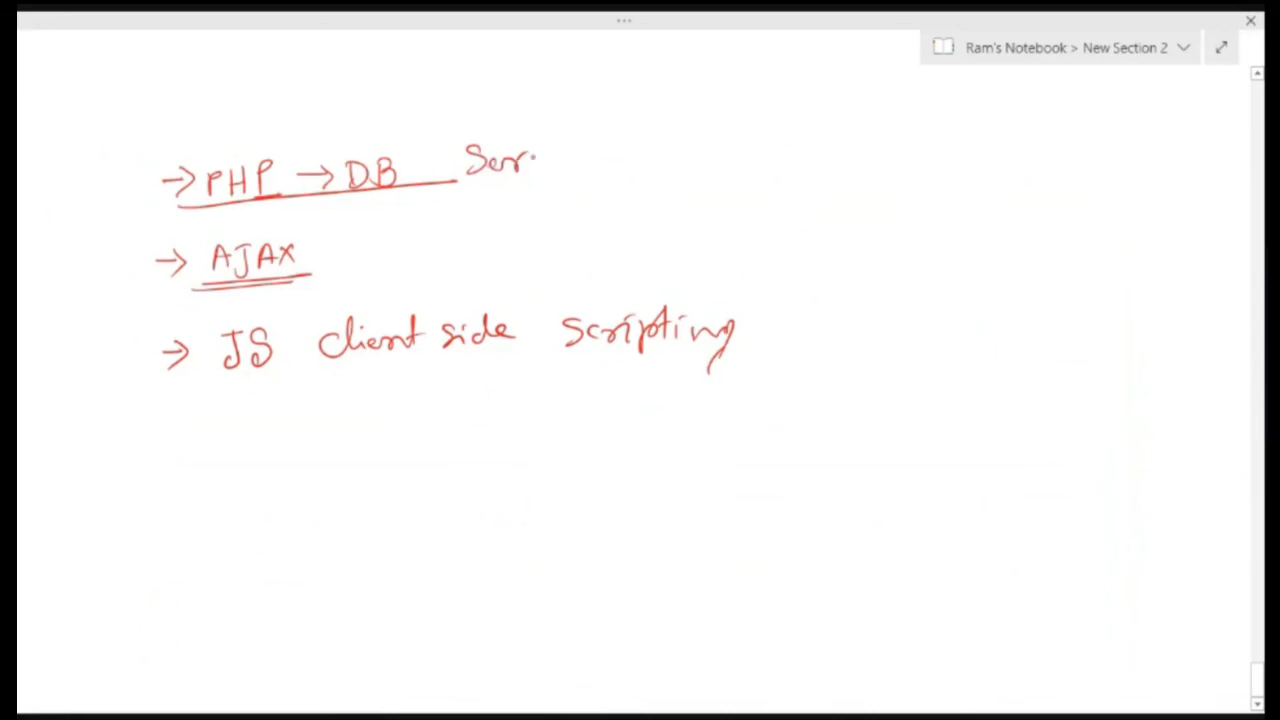 Ram's Notebook > New Section 2
→ PHP → DB Ser
→ AJAX
→ JS client side scripting